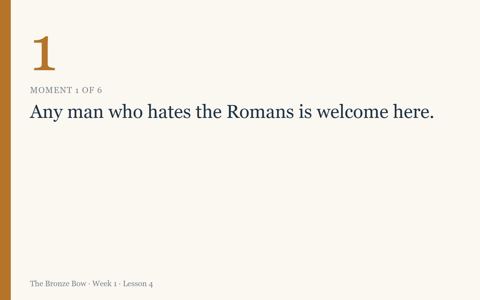 1
MOMENT 1 OF 6
Any man who hates the Romans is welcome here.
The Bronze Bow · Week 1 · Lesson 4